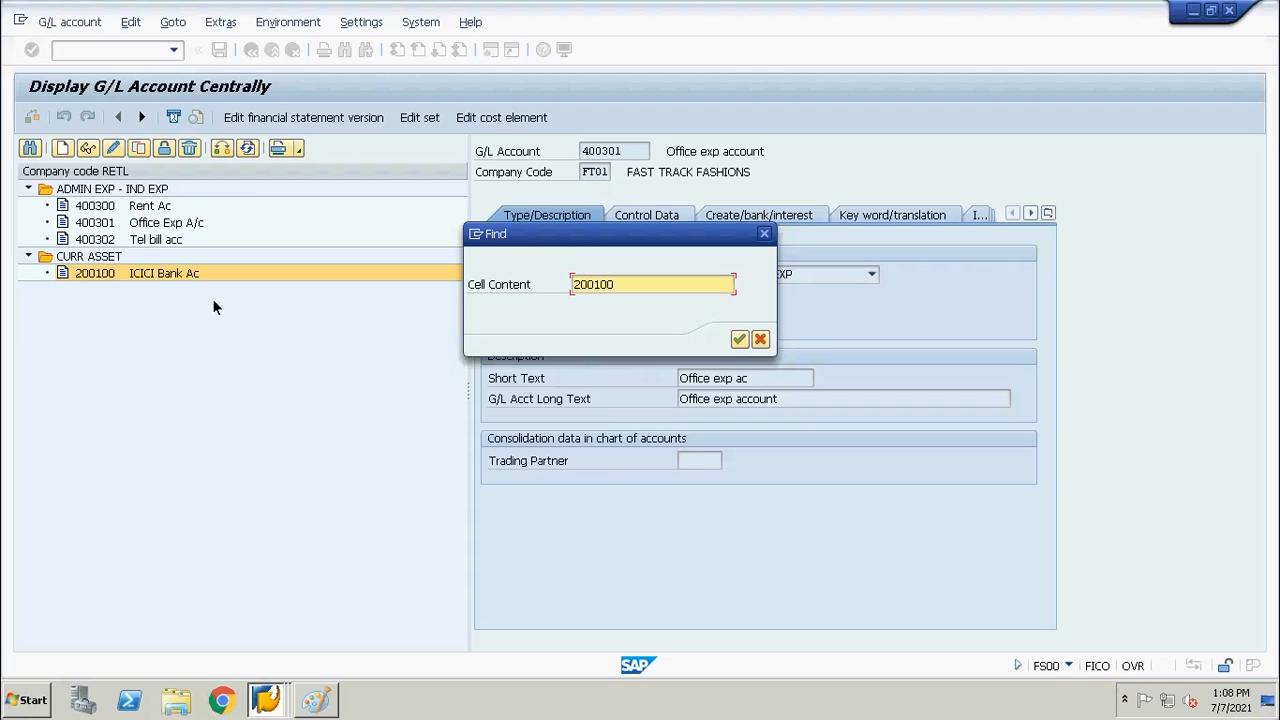 G/L account Edit Goto Extras Environment Settings System Help
Display G/L Account Centrally
Edit financial statement version Edit set Edit cost element
Company code RETL
ADMIN EXP - IND EXP
400300 Rent Ac
400301 Office Exp A/c
400302 Tel bill acc
CURR ASSET
200100 ICICI Bank Ac
G/L Account 400301 Office exp account
Company Code FT01 FAST TRACK FASHIONS
Type/Description Control Data Create/bank/interest Key word/translation I...
Find
Cell Content 200100
XP
Description
Short Text Office exp ac
G/L Acct Long Text Office exp account
Consolidation data in chart of accounts
Trading Partner
SAP
FS00 FICO OVR
Start
1:08 PM
7/7/2021